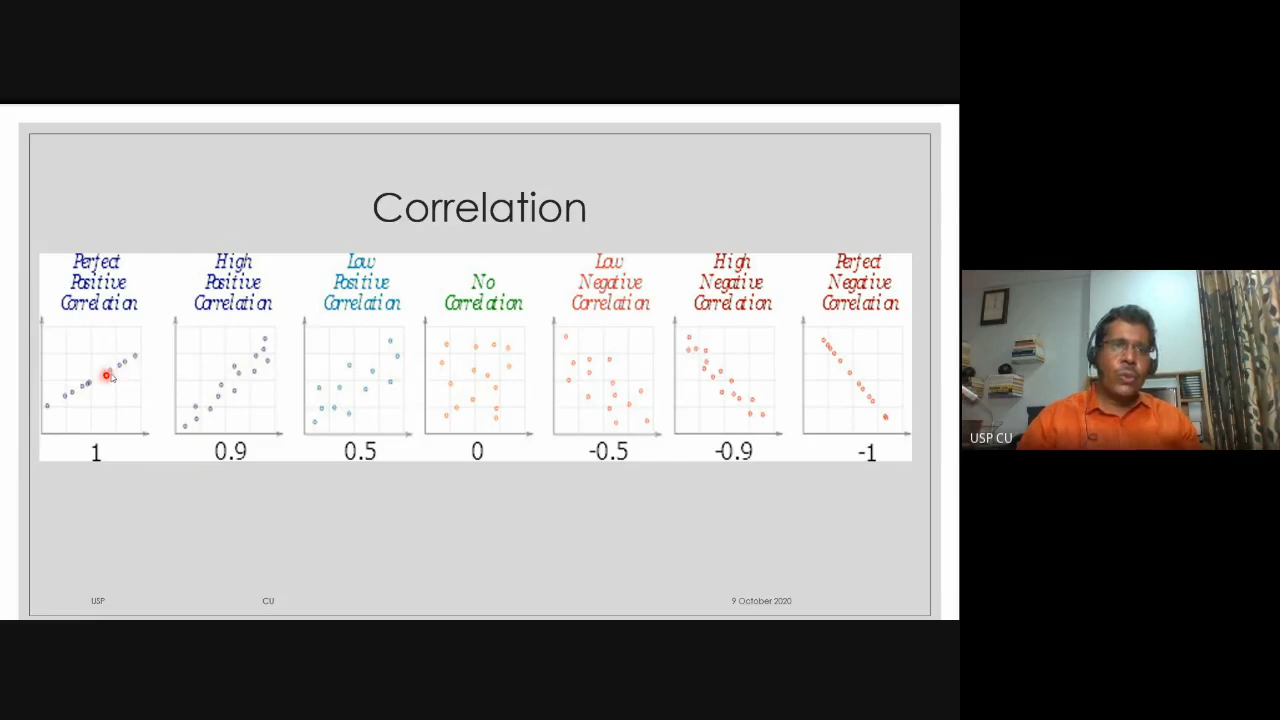 Correlation
Perfect
Positive
Correlation
High
Positive
Correlation
Low
Positive
Correlation
No
Correlation
Low
Negative
Correlation
High
Negative
Correlation
Perfect
Negative
Correlation
1 0.9 0.5 0 -0.5 -0.9 -1
USP CU 9 October 2020
USP CU